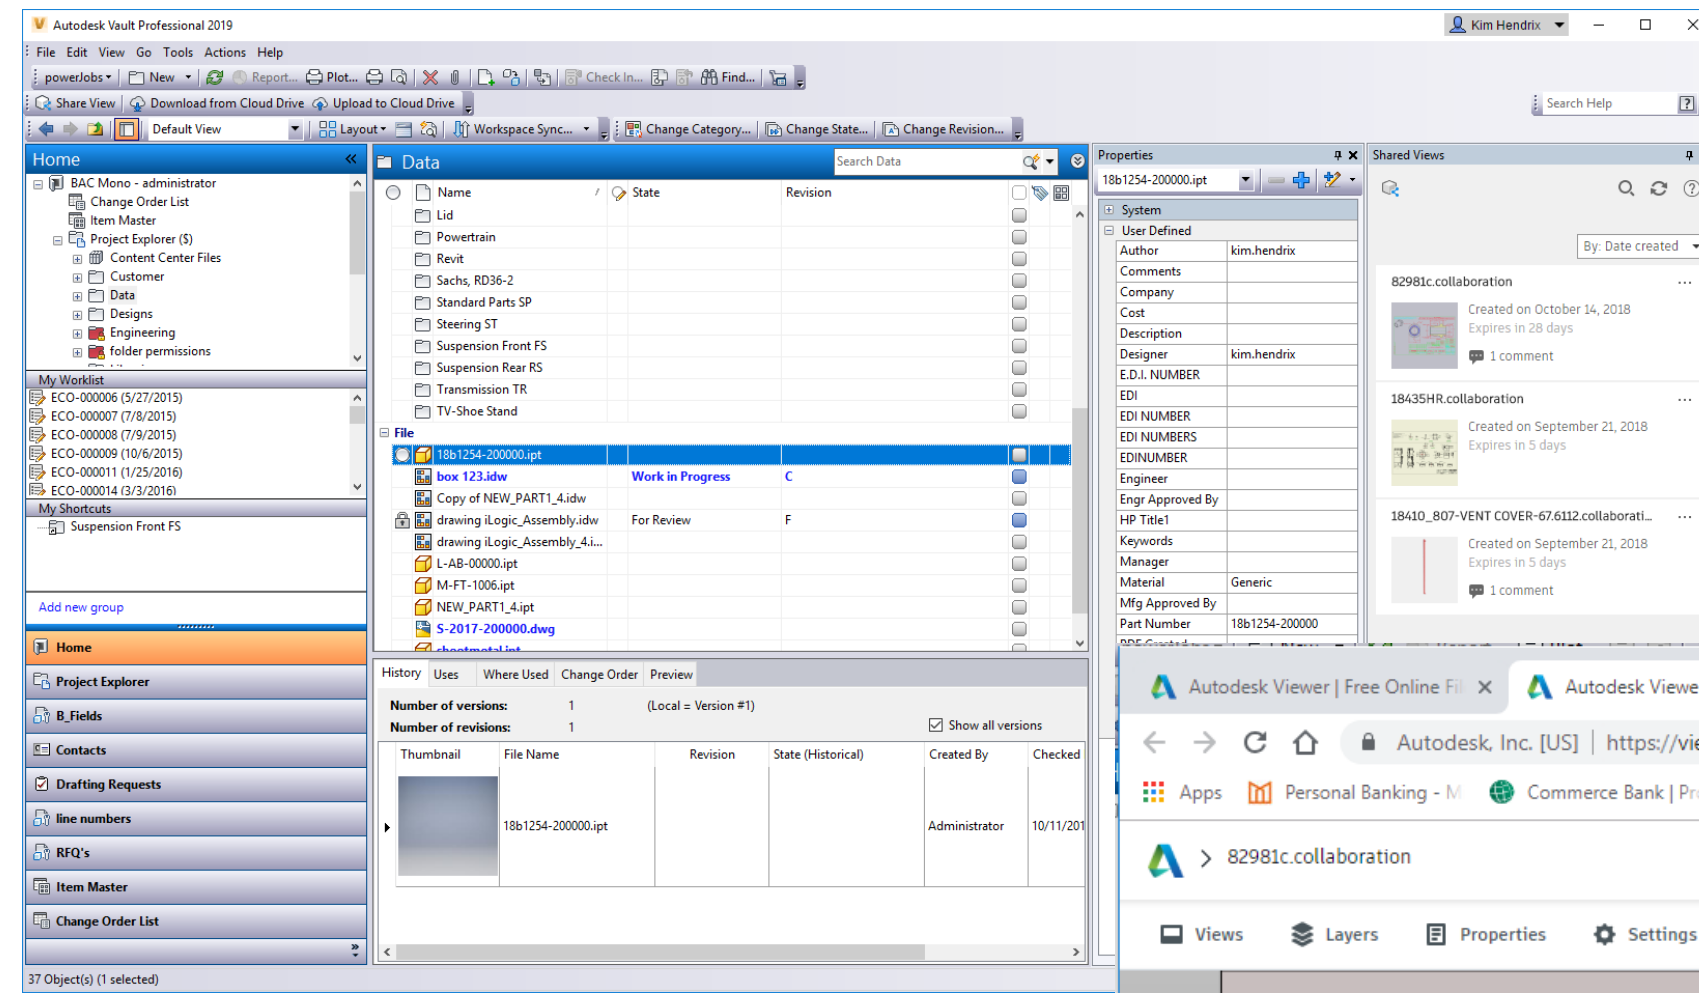 Autodesk Vault Professional 2019
Kim Hendrix
File Edit View Go Tools Actions Help
powerJobs New Report... Plot... Check In... Find...
Share View Download from Cloud Drive Upload to Cloud Drive
Search Help
Default View Layout Workspace Sync... Change Category... Change State... Change Revision...
Home
BAC Mono - administrator
Change Order List
Item Master
Project Explorer ($)
Content Center Files
Customer
Data
Designs
Engineering
folder permissions
My Worklist
ECO-000006 (5/27/2015)
ECO-000007 (7/8/2015)
ECO-000008 (7/9/2015)
ECO-000009 (10/6/2015)
ECO-000011 (1/25/2016)
ECO-000014 (3/3/2016)
My Shortcuts
Suspension Front FS
Add new group
Home
Project Explorer
B_Fields
Contacts
Drafting Requests
line numbers
RFQ's
Item Master
Change Order List
37 Object(s) (1 selected)
Data
Search Data
Name State Revision
Lid
Powertrain
Revit
Sachs, RD36-2
Standard Parts SP
Steering ST
Suspension Front FS
Suspension Rear RS
Transmission TR
TV-Shoe Stand
File
18b1254-200000.ipt
box 123.idw Work in Progress C
Copy of NEW_PART1_4.idw
drawing iLogic_Assembly.idw For Review F
drawing iLogic_Assembly_4.i...
L-AB-00000.ipt
M-FT-1006.ipt
NEW_PART1_4.ipt
S-2017-200000.dwg
sheetmetal.ipt
History Uses Where Used Change Order Preview
Number of versions: 1 (Local = Version #1)
Number of revisions: 1
Show all versions
Thumbnail File Name Revision State (Historical) Created By Checked
18b1254-200000.ipt Administrator 10/11/201
Properties
18b1254-200000.ipt
System
User Defined
Author kim.hendrix
Comments
Company
Cost
Description
Designer kim.hendrix
E.D.I. NUMBER
EDI
EDI NUMBER
EDI NUMBERS
EDINUMBER
Engineer
Engr Approved By
HP Title1
Keywords
Manager
Material Generic
Mfg Approved By
Part Number 18b1254-200000
Shared Views
By: Date created
82981c.collaboration
Created on October 14, 2018
Expires in 28 days
1 comment
18435HR.collaboration
Created on September 21, 2018
Expires in 5 days
18410_807-VENT COVER-67.6112.collaborati...
Created on September 21, 2018
Expires in 5 days
1 comment
Autodesk Viewer | Free Online Fil Autodesk Viewe
Autodesk, Inc. [US] | https://vie
Apps Personal Banking - M Commerce Bank | Pr
82981c.collaboration
Views Layers Properties Settings